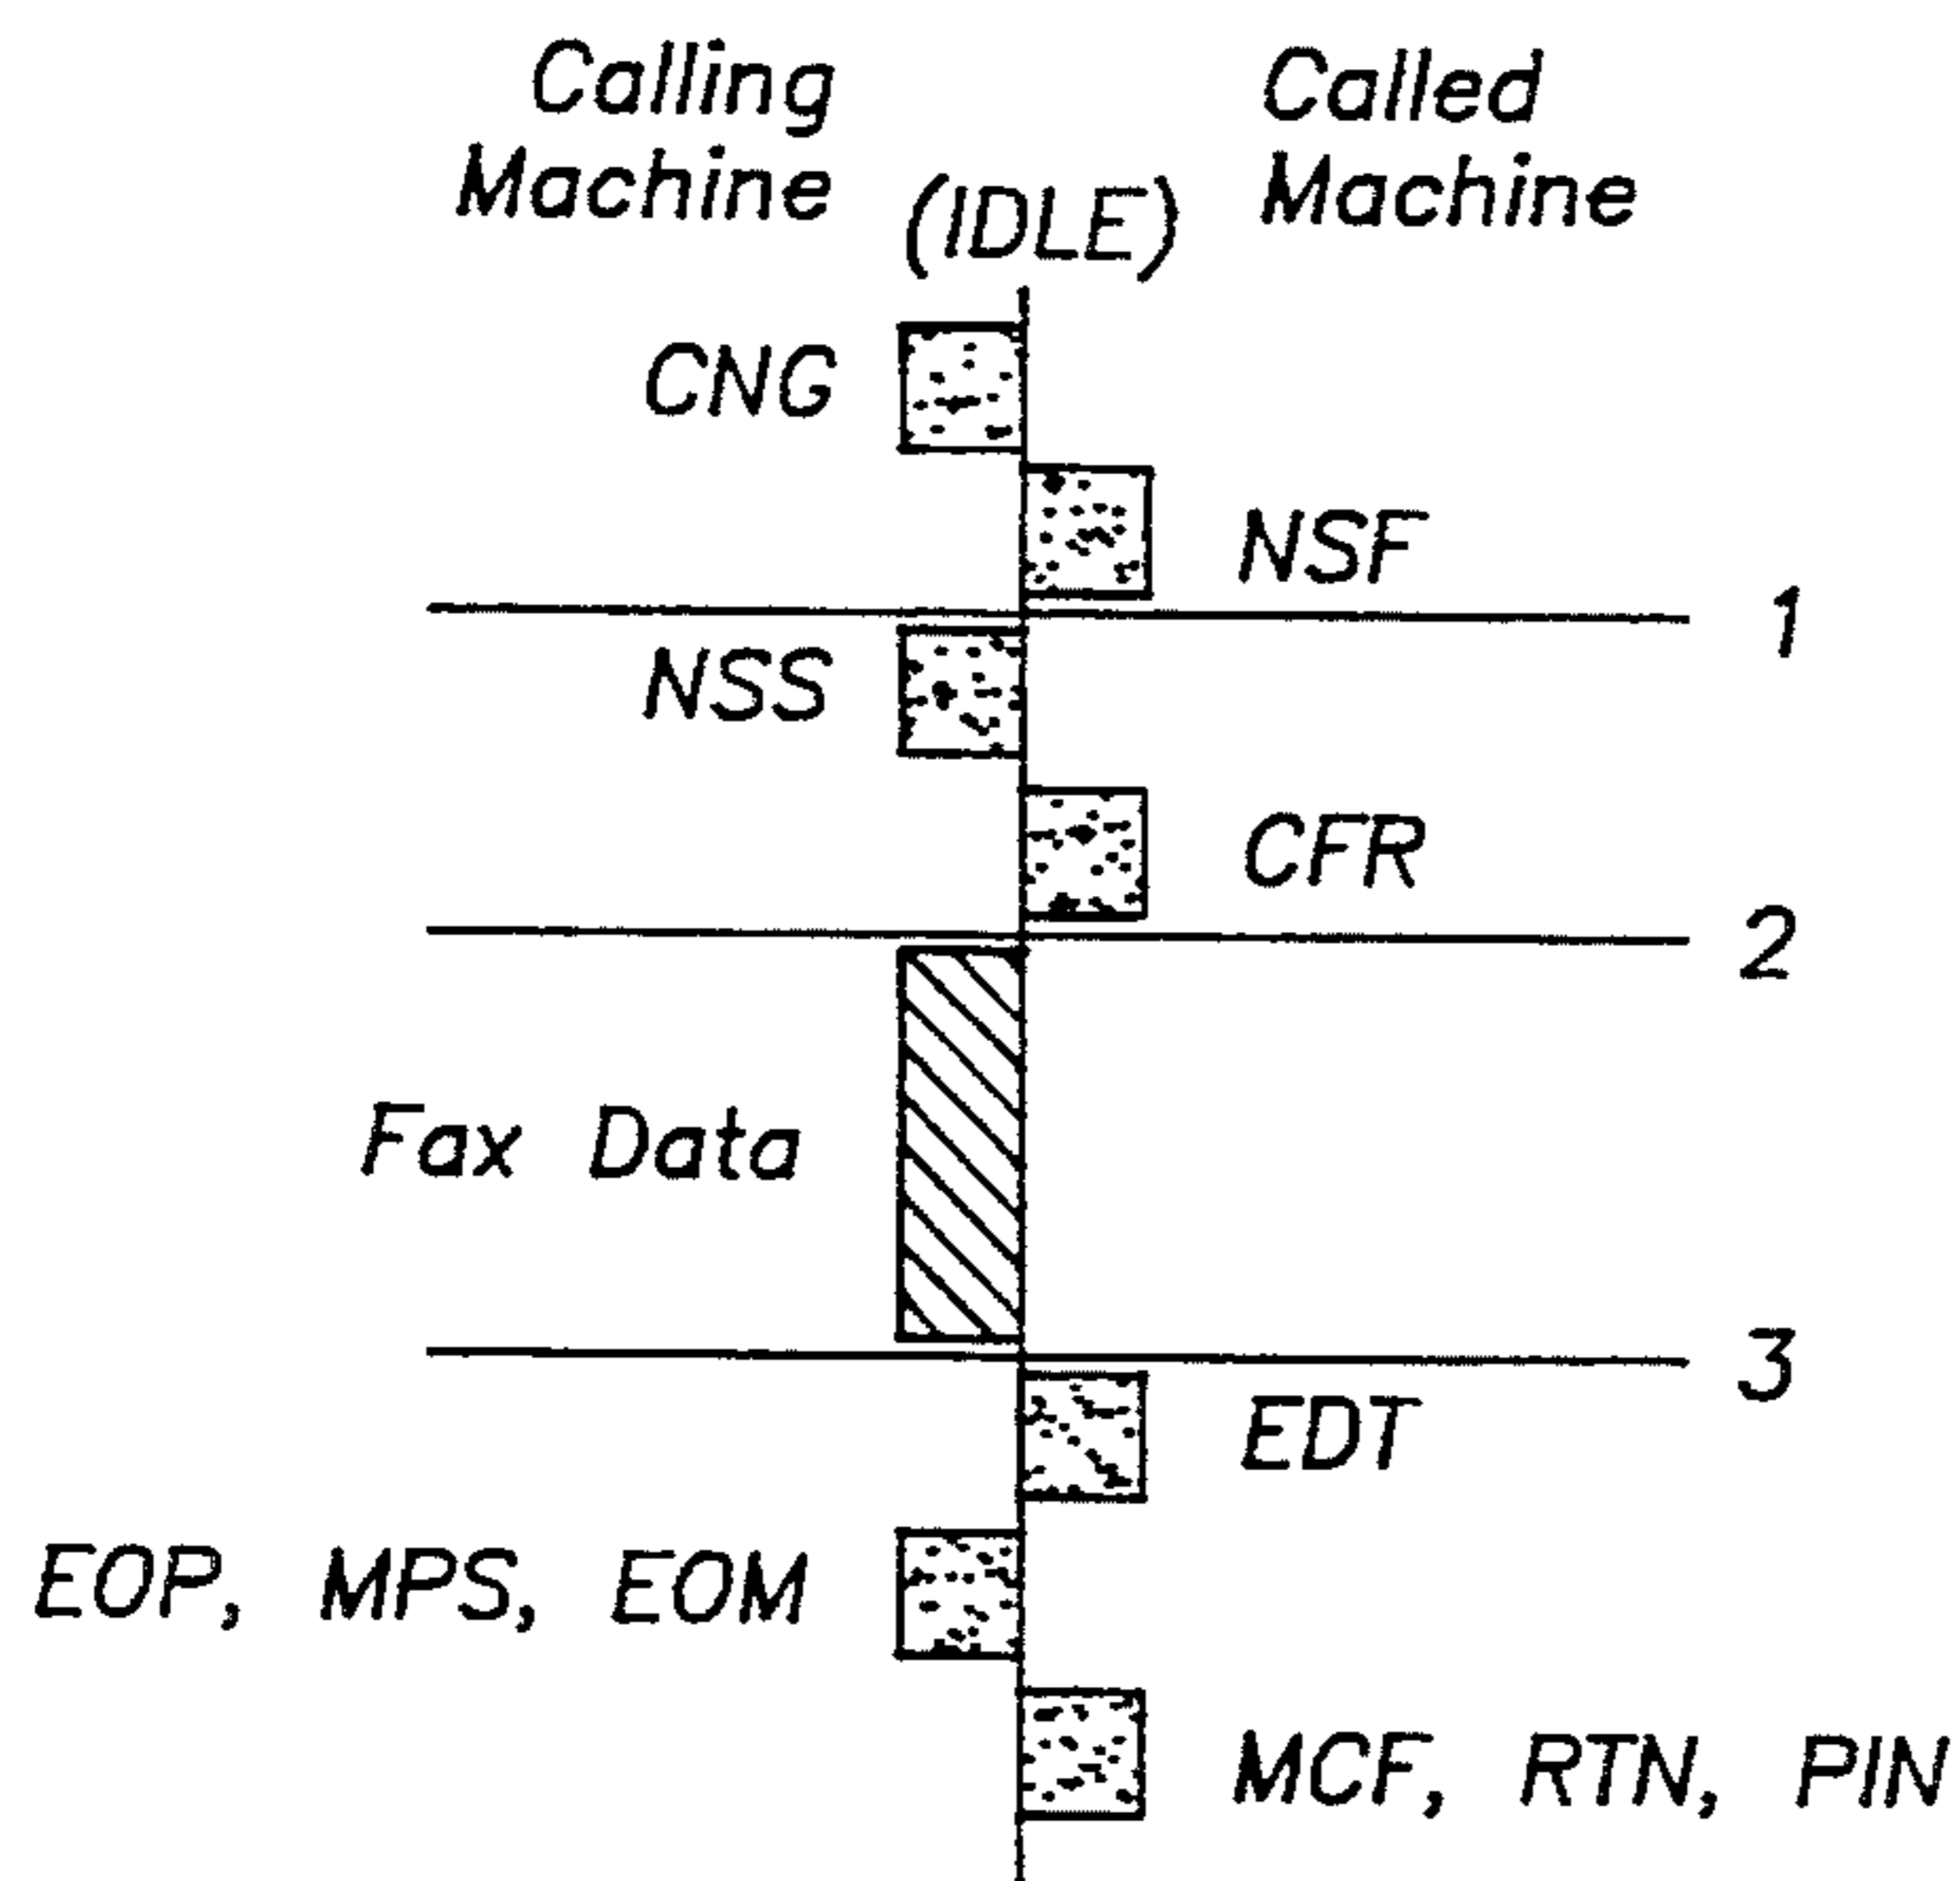 Calling
Machine
Called
Machine
(IDLE)
CNG
NSF
1
NSS
CFR
2
Fax Data
3
EDT
EOP, MPS, EOM
MCF, RTN, PIN